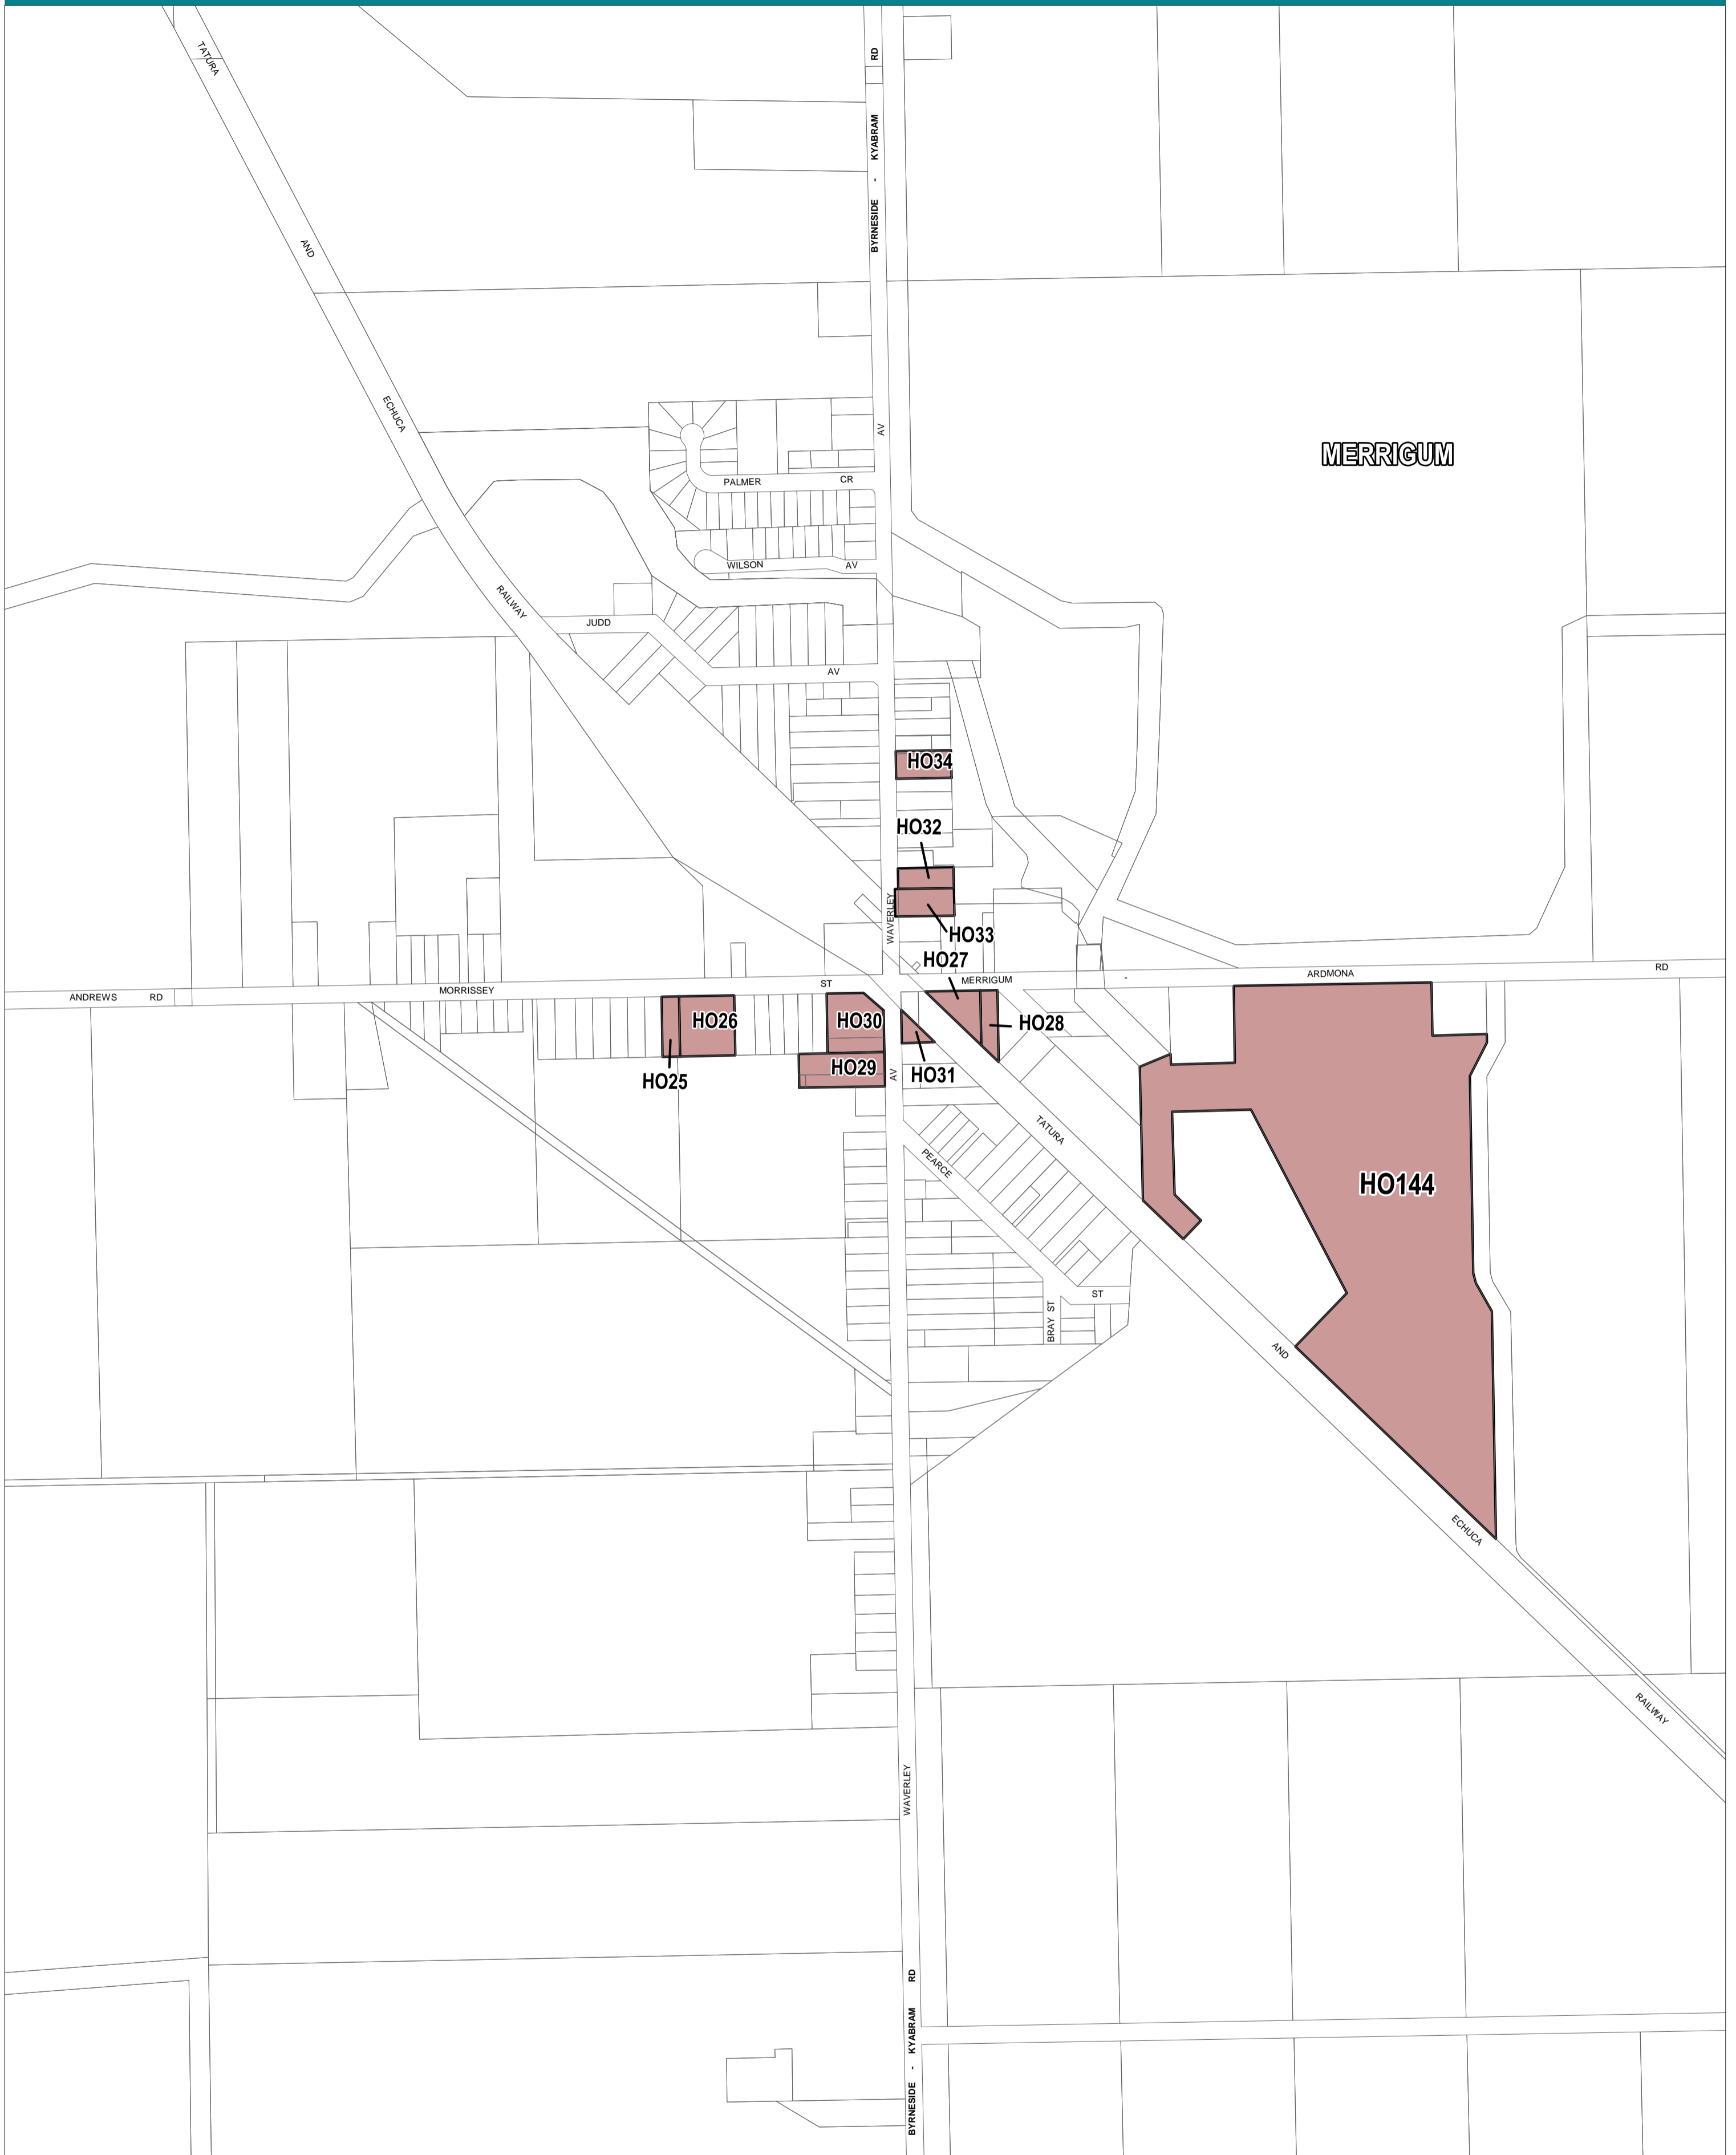 TATURA
AND
ECHUCA
RAILWAY
BYRNESIDE - KYABRAM RD
MERRIGUM
AV
PALMER CR
WILSON AV
JUDD
AV
HO34
HO32
WAVERLEY
HO33
HO27
MERRIGUM - ARDMONA RD
ANDREWS RD
MORRISSEY ST
HO26
HO30
HO28
HO25
HO29
AV
HO31
TATURA
PEARCE
HO144
ST
BRAY ST
AND
ECHUCA
RAILWAY
WAVERLEY
BYRNESIDE - KYABRAM RD